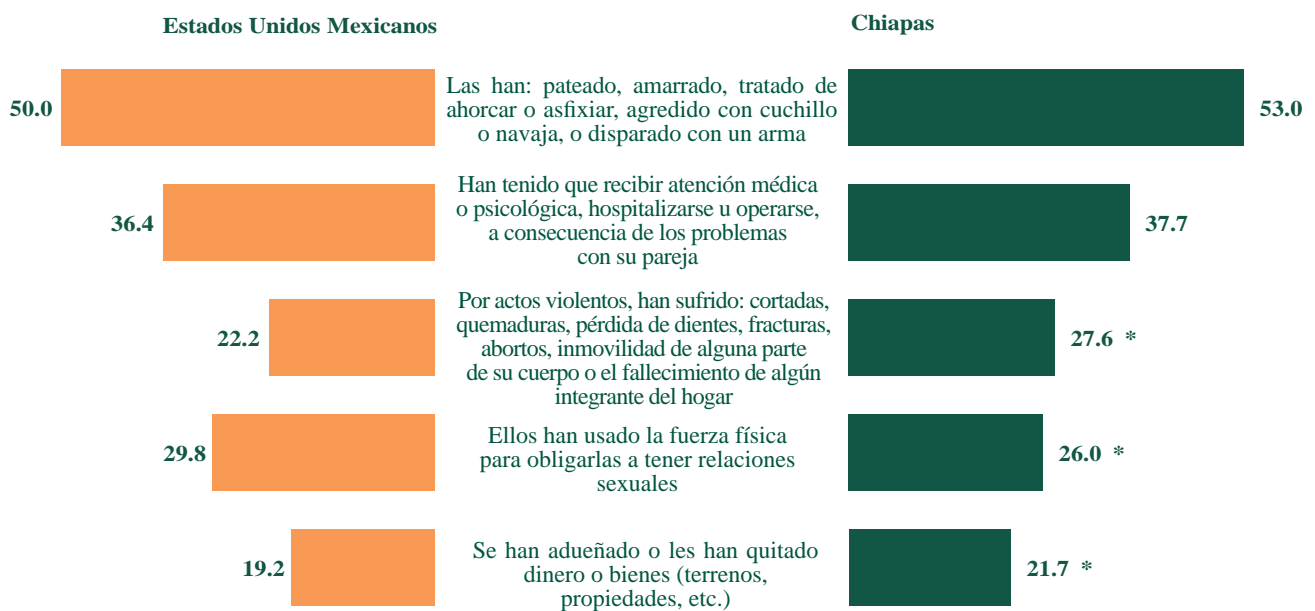 Estados Unidos Mexicanos
Chiapas
50.0
Las han: pateado, amarrado, tratado de
ahorcar o asfixiar, agredido con cuchillo
o navaja, o disparado con un arma
53.0
36.4
Han tenido que recibir atención médica
o psicológica, hospitalizarse u operarse,
a consecuencia de los problemas
con su pareja
37.7
22.2
Por actos violentos, han sufrido: cortadas,
quemaduras, pérdida de dientes, fracturas,
abortos, inmovilidad de alguna parte
de su cuerpo o el fallecimiento de algún
integrante del hogar
27.6 *
29.8
Ellos han usado la fuerza física
para obligarlas a tener relaciones
sexuales
26.0 *
19.2
Se han adueñado o les han quitado
dinero o bienes (terrenos,
propiedades, etc.)
21.7 *